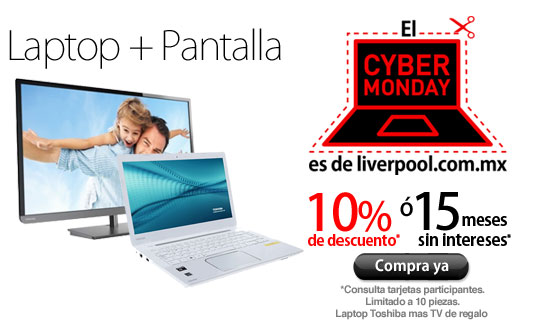 Laptop + Pantalla
El
CYBER
MONDAY
es de liverpool.com.mx
10% ó 15 meses
de descuento* sin intereses*
Compra ya
*Consulta tarjetas participantes.
Limitado a 10 piezas.
Laptop Toshiba mas TV de regalo